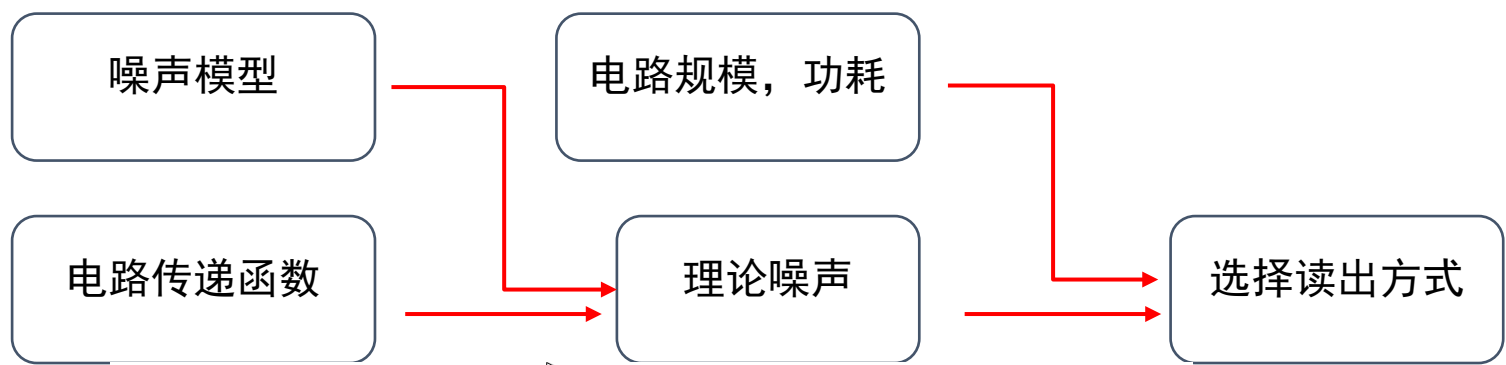 噪声模型
电路规模，功耗
电路传递函数
理论噪声
选择读出方式